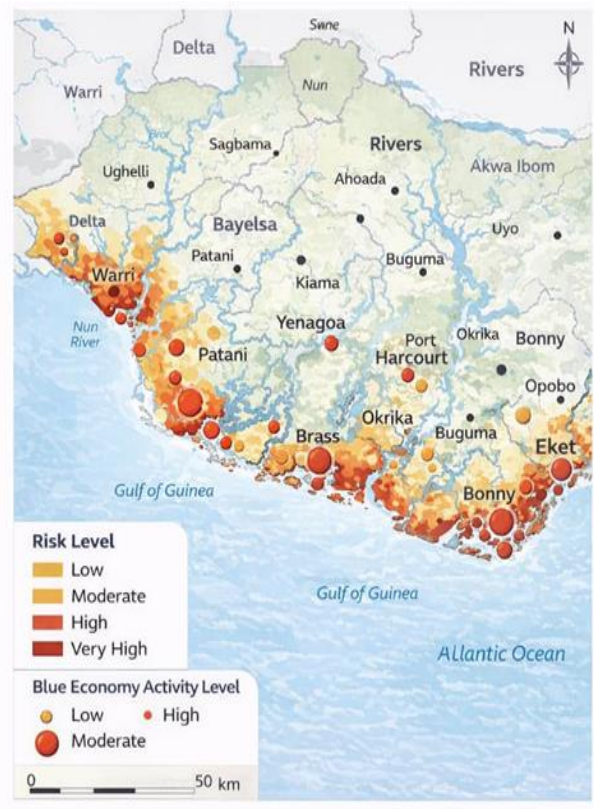 Swne
N
Delta
Rivers
Warri
Nun
Sagbama
Rivers
Ughelli
Ahoada
Akwa Ibom
Delta
Bayelsa
Uyo
Patani
Buguma
Warri
Kiama
Nun
River
Yenagoa
Port
Harcourt
Okrika
Bonny
Patani
Opobo
Okrika
Brass
Buguma
Eket
Gulf of Guinea
Bonny
Risk Level
Low
Moderate
High
Very High
Gulf of Guinea
Atlantic Ocean
Blue Economy Activity Level
Low
High
Moderate
0
50 km